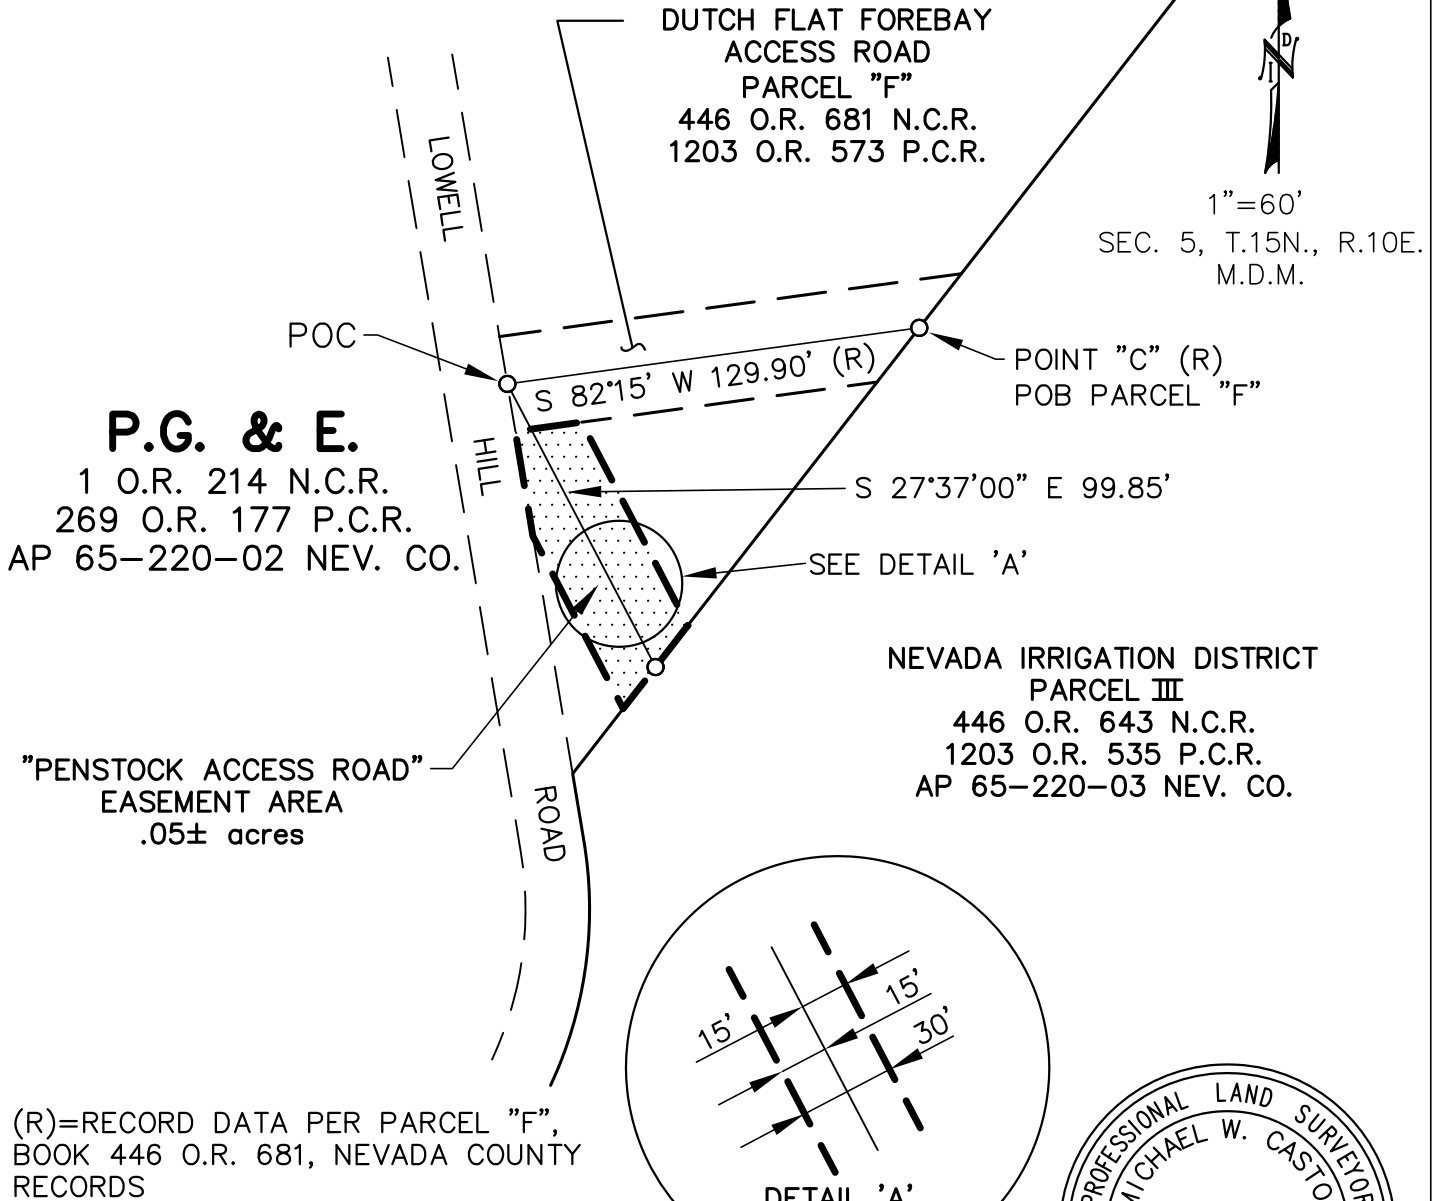 DUTCH FLAT FOREBAY
ACCESS ROAD
PARCEL "F"
446 O.R. 681 N.C.R.
1203 O.R. 573 P.C.R.
N
I
D
1"=60'
SEC. 5, T.15N., R.10E.
M.D.M.
LOWELL
HILL
ROAD
POC
S 82°15' W 129.90' (R)
POINT "C" (R)
POB PARCEL "F"
P.G. & E.
1 O.R. 214 N.C.R.
269 O.R. 177 P.C.R.
AP 65-220-02 NEV. CO.
S 27°37'00" E 99.85'
SEE DETAIL 'A'
NEVADA IRRIGATION DISTRICT
PARCEL III
446 O.R. 643 N.C.R.
1203 O.R. 535 P.C.R.
AP 65-220-03 NEV. CO.
"PENSTOCK ACCESS ROAD"
EASEMENT AREA
.05± acres
15'
15'
30'
DETAIL 'A'
(R)=RECORD DATA PER PARCEL "F",
BOOK 446 O.R. 681, NEVADA COUNTY
RECORDS
PROFESSIONAL LAND SURVEYOR
MICHAEL W. CASTO